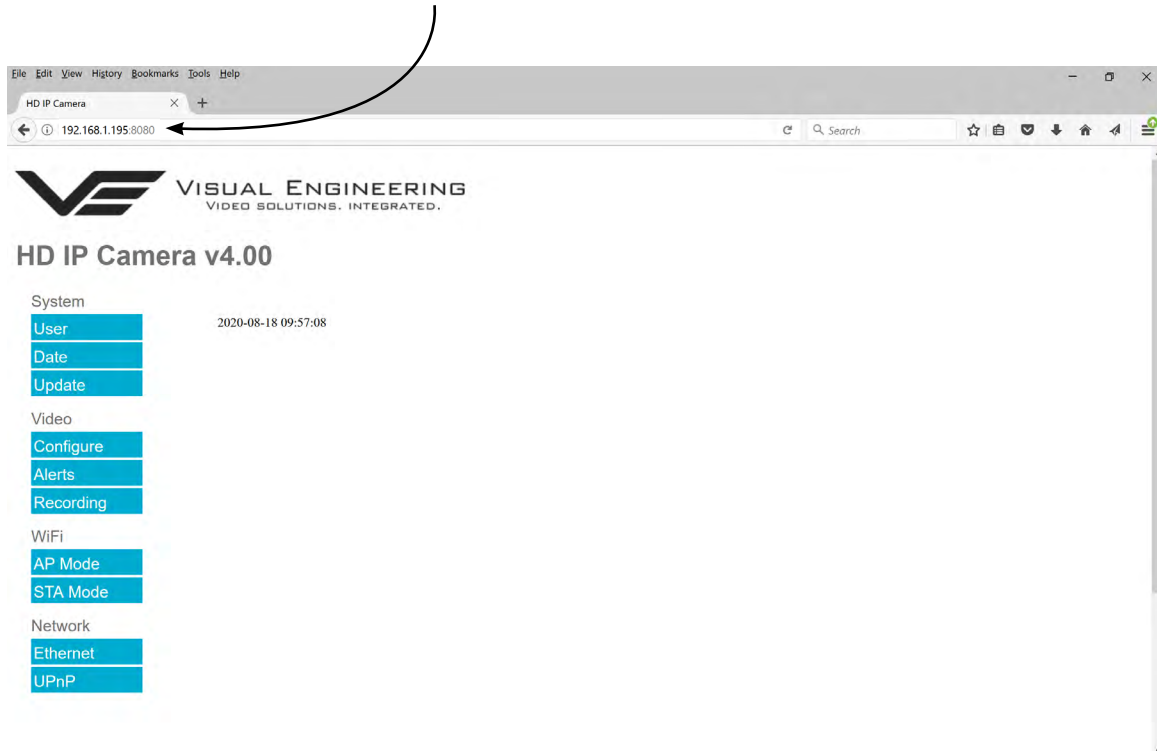 File Edit View History Bookmarks Tools Help
HD IP Camera
192.168.1.195:8080
Search
VISUAL ENGINEERING
VIDEO SOLUTIONS. INTEGRATED.
HD IP Camera v4.00
System
User
2020-08-18 09:57:08
Date
Update
Video
Configure
Alerts
Recording
WiFi
AP Mode
STA Mode
Network
Ethernet
UPnP